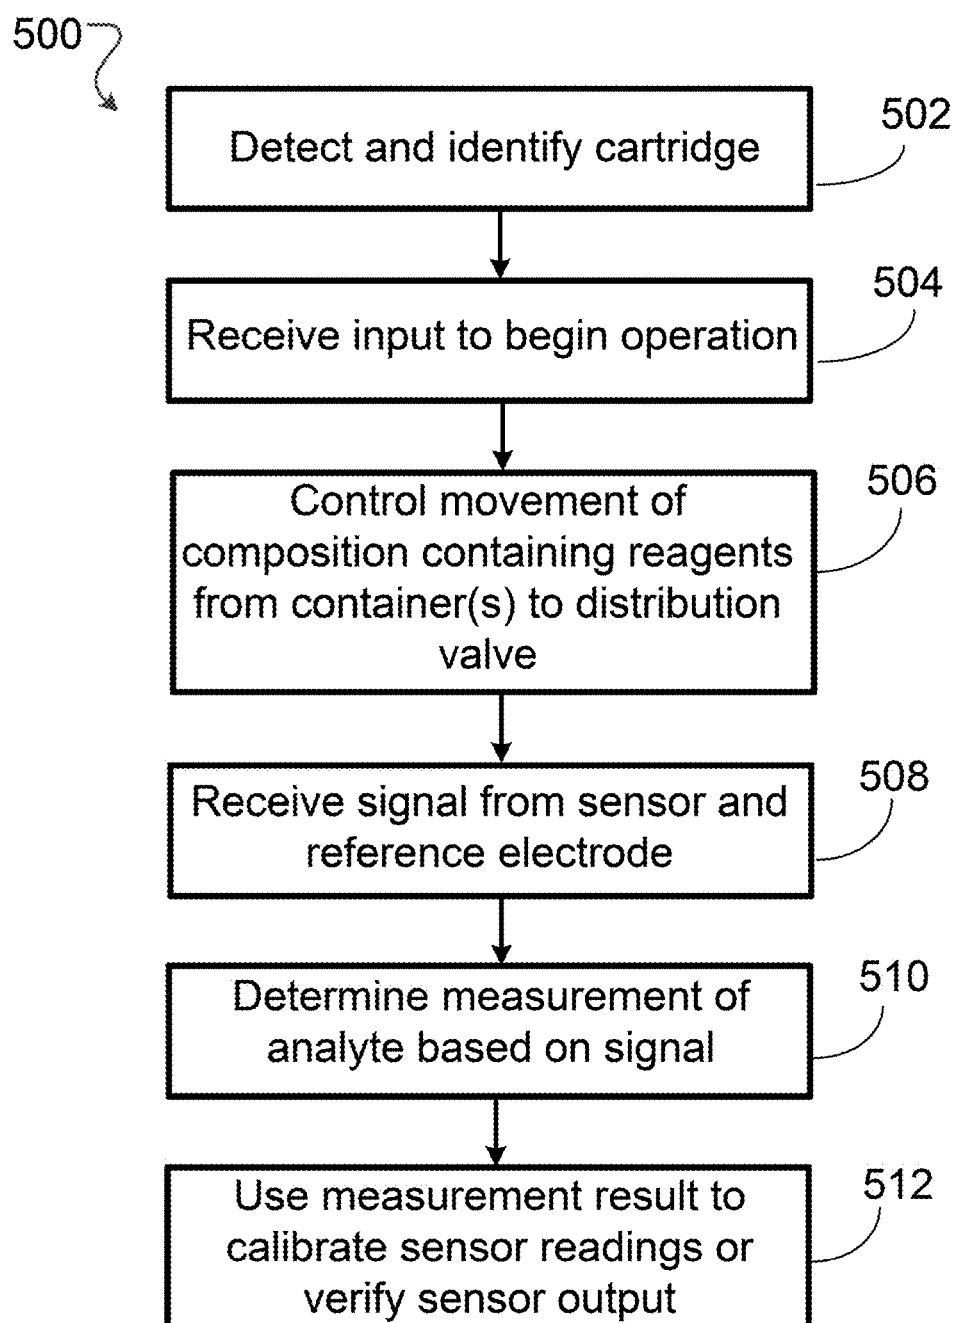 500
Detect and identify cartridge
502
Receive input to begin operation
504
Control movement of
composition containing reagents
from container(s) to distribution
valve
506
Receive signal from sensor and
reference electrode
508
Determine measurement of
analyte based on signal
510
Use measurement result to
calibrate sensor readings or
verify sensor output
512